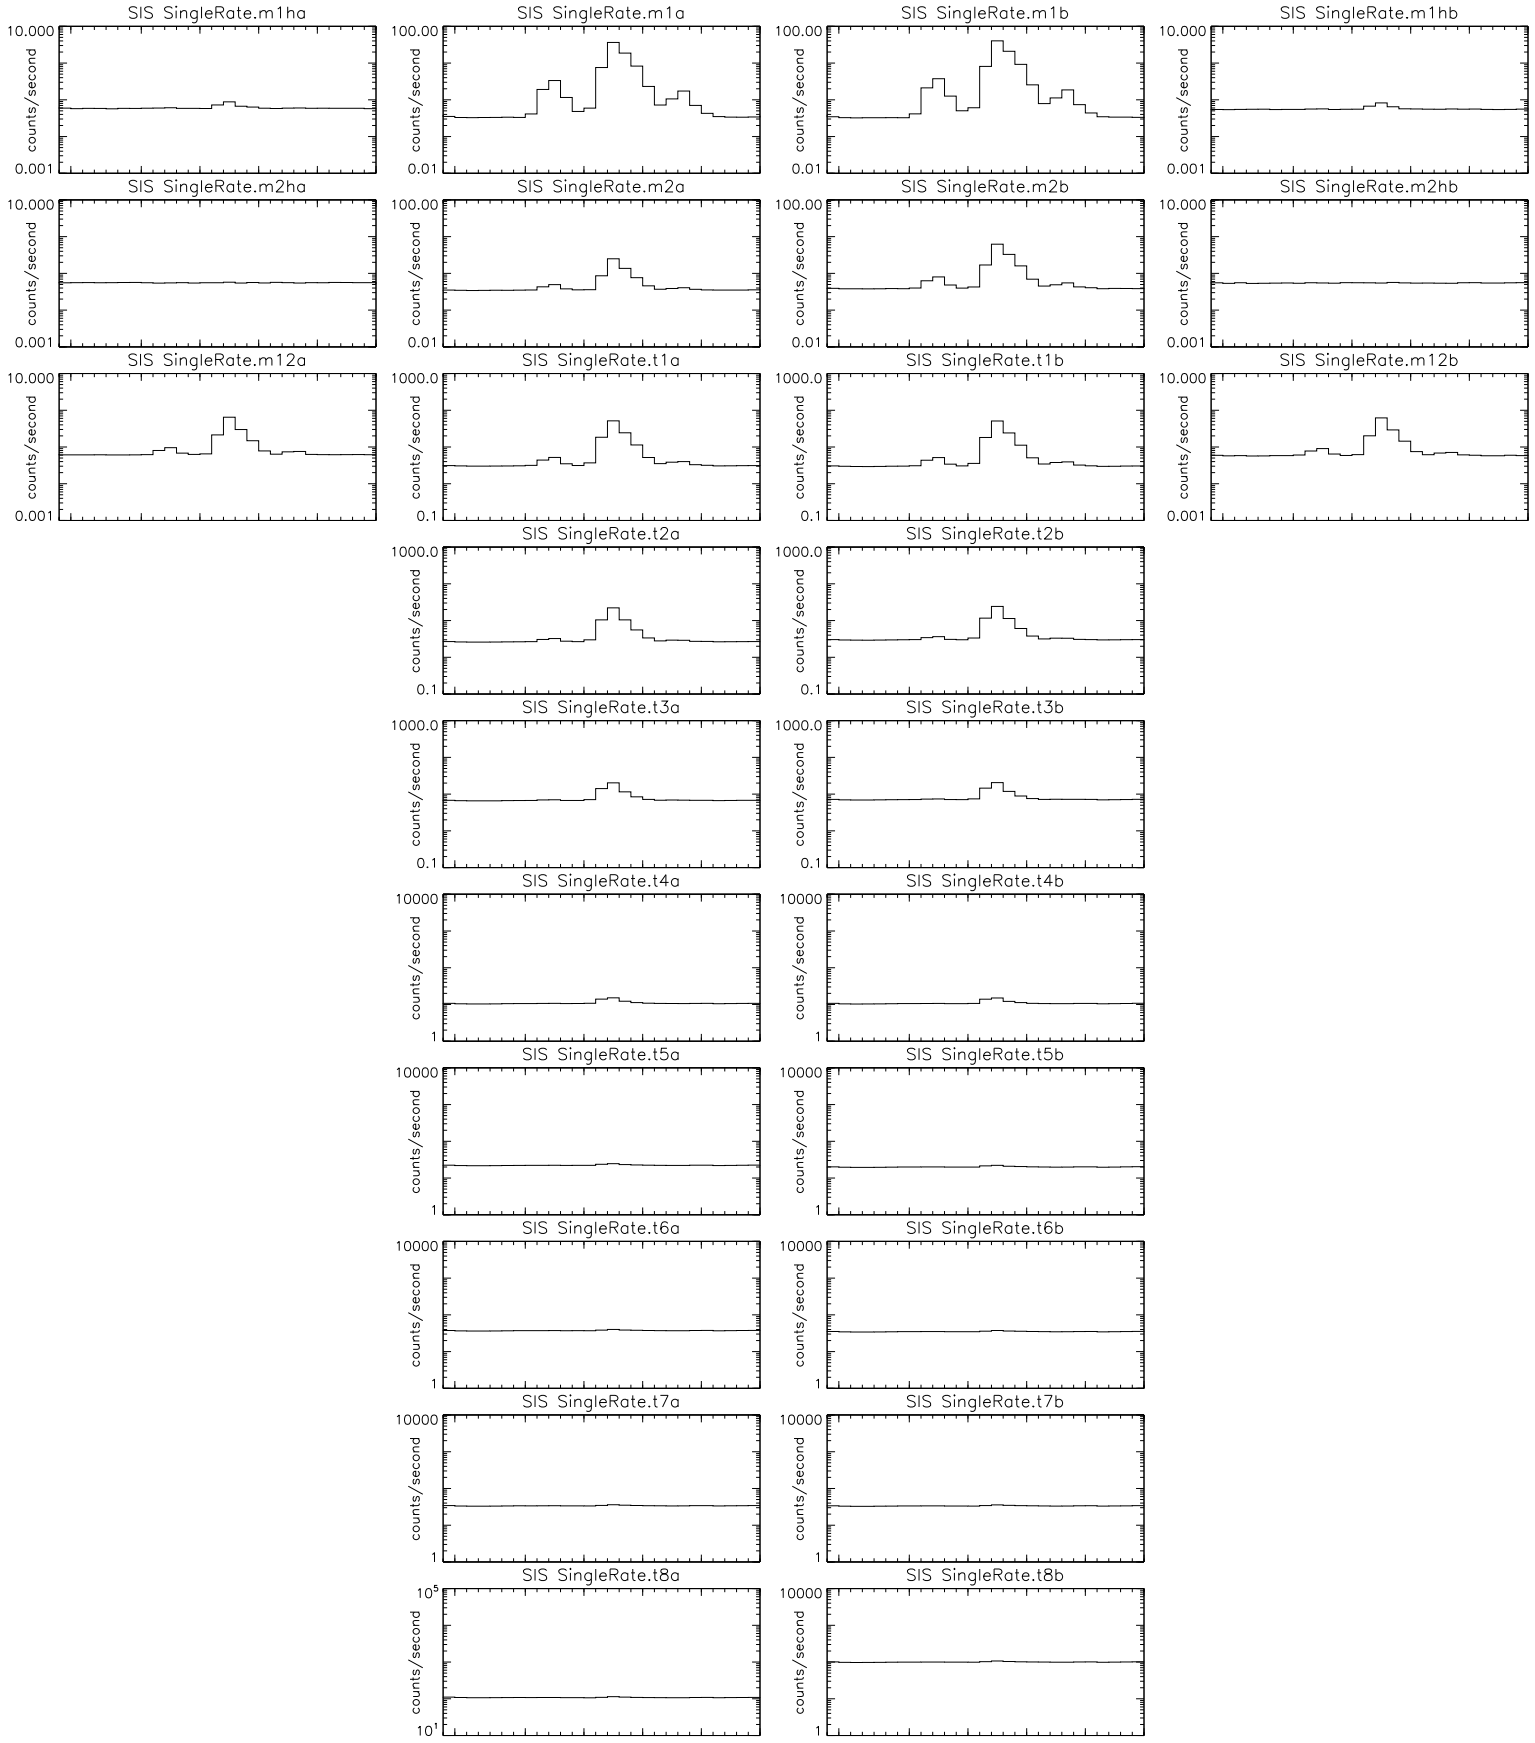 SIS SingleRate.m1ha
10.000
counts/second
0.001
SIS SingleRate.m1a
100.00
counts/second
0.01
SIS SingleRate.m1b
100.00
counts/second
0.01
SIS SingleRate.m1hb
10.000
counts/second
0.001
SIS SingleRate.m2ha
10.000
counts/second
0.001
SIS SingleRate.m2a
100.00
counts/second
0.01
SIS SingleRate.m2b
100.00
counts/second
0.01
SIS SingleRate.m2hb
10.000
counts/second
0.001
SIS SingleRate.m12a
10.000
counts/second
0.001
SIS SingleRate.t1a
1000.0
counts/second
0.1
SIS SingleRate.t1b
1000.0
counts/second
0.1
SIS SingleRate.m12b
10.000
counts/second
0.001
SIS SingleRate.t2a
1000.0
counts/second
0.1
SIS SingleRate.t2b
1000.0
counts/second
0.1
SIS SingleRate.t3a
1000.0
counts/second
0.1
SIS SingleRate.t3b
1000.0
counts/second
0.1
SIS SingleRate.t4a
10000
counts/second
1
SIS SingleRate.t4b
10000
counts/second
1
SIS SingleRate.t5a
10000
counts/second
1
SIS SingleRate.t5b
10000
counts/second
1
SIS SingleRate.t6a
10000
counts/second
1
SIS SingleRate.t6b
10000
counts/second
1
SIS SingleRate.t7a
10000
counts/second
1
SIS SingleRate.t7b
10000
counts/second
1
SIS SingleRate.t8a
10⁵
counts/second
10¹
SIS SingleRate.t8b
10000
counts/second
1